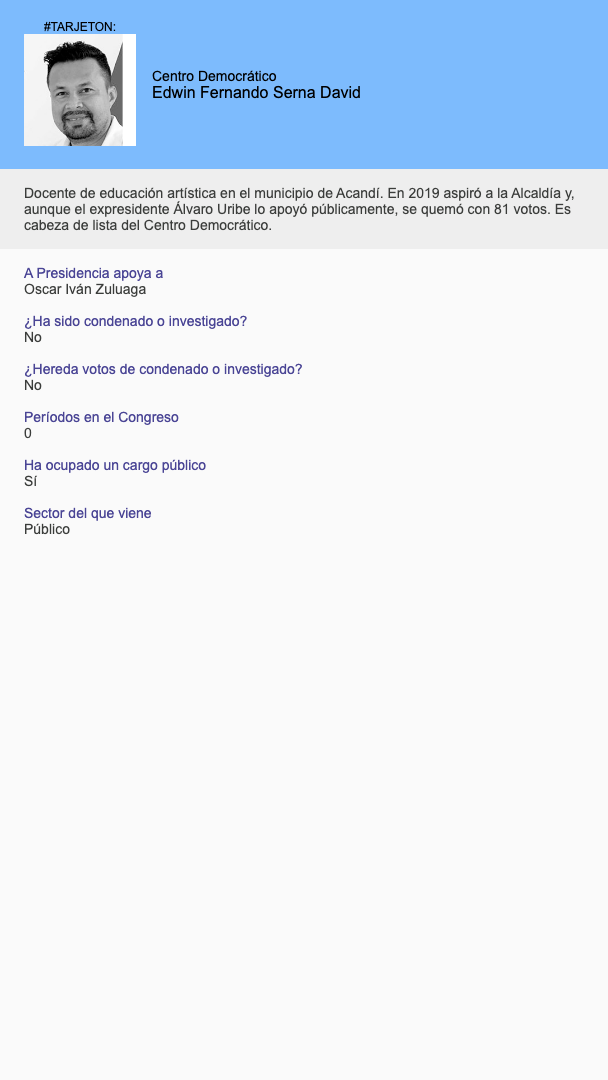 #TARJETON:
Centro Democrático
Edwin Fernando Serna David
Docente de educación artística en el municipio de Acandí. En 2019 aspiró a la Alcaldía y,
aunque el expresidente Álvaro Uribe lo apoyó públicamente, se quemó con 81 votos. Es
cabeza de lista del Centro Democrático.
A Presidencia apoya a
Oscar Iván Zuluaga
¿Ha sido condenado o investigado?
No
¿Hereda votos de condenado o investigado?
No
Períodos en el Congreso
0
Ha ocupado un cargo público
Sí
Sector del que viene
Público